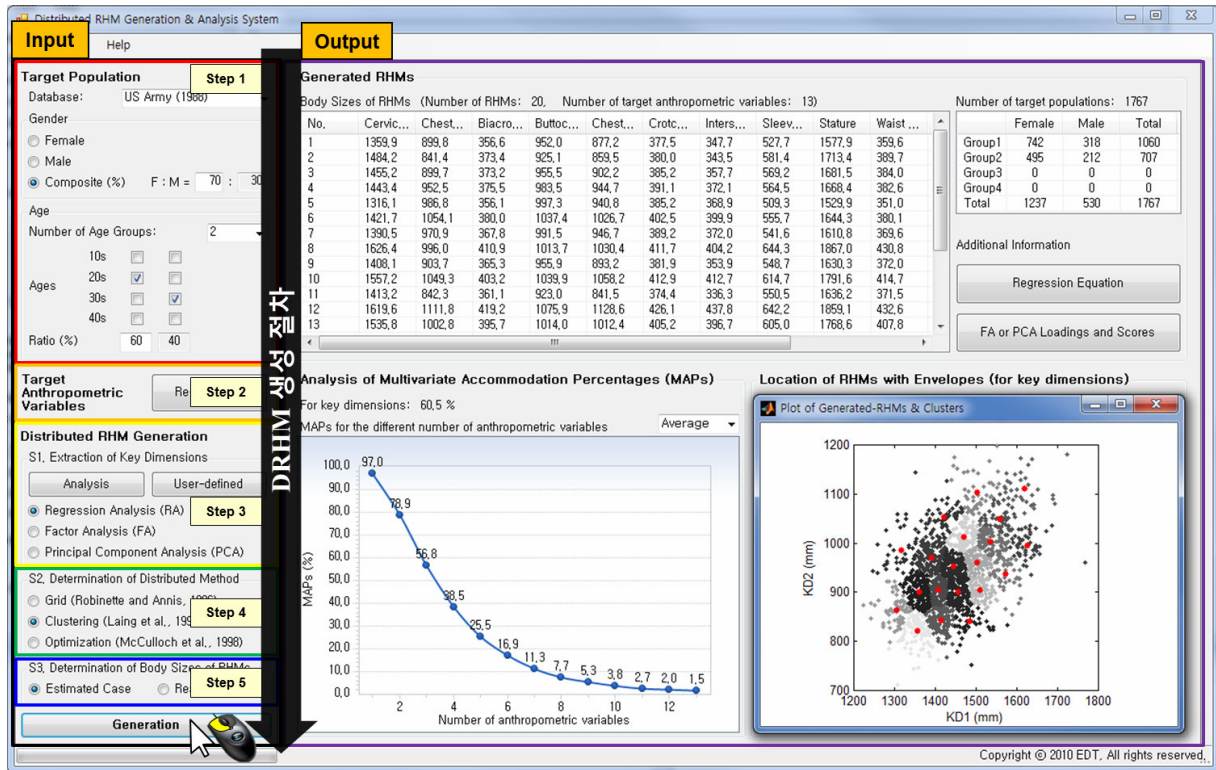 Distributed RHM Generation & Analysis System
Input
Help
Output
Target Population
Step 1
Database:
US Army (1988)
Gender
Female
Male
Composite (%)
F : M =
70
:
30
Age
Number of Age Groups:
2
10s
Ages
20s
30s
40s
Ratio (%)
60
40
Target
Anthropometric
Variables
Re
Step 2
Distributed RHM Generation
S1, Extraction of Key Dimensions
Analysis
User-defined
Regression Analysis (RA)
Step 3
Factor Analysis (FA)
Principal Component Analysis (PCA)
S2, Determination of Distributed Method
Grid (Robinette and Annis,
Step 4
Clustering (Laing et al,, 199
Optimization (McCulloch et al,, 1998)
S3, Determination of Body Sizes of RHMs
Estimated Case
Re
Step 5
Generation
DRHM 생성 절차
Generated RHMs
Body Sizes of RHMs (Number of RHMs: 20, Number of target anthropometric variables: 13)
No, Cervic... Chest... Biacro... Buttoc... Chest... Crotc... Inters... Sleev... Stature Waist ...
1 1359,9 899,8 356,6 952,0 877,2 377,5 347,7 527,7 1577,9 359,6
2 1484,2 841,4 373,4 925,1 859,5 380,0 343,5 581,4 1713,4 389,7
3 1455,2 899,7 373,2 955,5 902,2 385,2 357,7 569,2 1681,5 384,0
4 1443,4 952,5 375,5 983,5 944,7 391,1 372,1 564,5 1668,4 382,6
5 1316,1 986,8 356,1 997,3 940,8 385,2 368,9 509,3 1529,9 351,0
6 1421,7 1054,1 380,0 1037,4 1026,7 402,5 399,9 555,7 1644,3 380,1
7 1390,5 970,9 367,8 991,5 946,7 389,2 372,0 541,6 1610,8 369,6
8 1626,4 996,0 410,9 1013,7 1030,4 411,7 404,2 644,3 1867,0 430,8
9 1408,1 903,7 365,3 955,9 893,2 381,9 353,9 548,7 1630,3 372,0
10 1557,2 1049,3 403,2 1039,9 1058,2 412,9 412,7 614,7 1791,6 414,7
11 1413,2 842,3 361,1 923,0 841,5 374,4 336,3 550,5 1636,2 371,5
12 1619,6 1111,8 419,2 1075,9 1128,6 426,1 437,8 642,2 1859,1 432,6
13 1535,8 1002,8 395,7 1014,0 1012,4 405,2 396,7 605,0 1768,6 407,8
Number of target populations: 1767
Female Male Total
Group1 742 318 1060
Group2 495 212 707
Group3 0 0 0
Group4 0 0 0
Total 1237 530 1767
Additional Information
Regression Equation
FA or PCA Loadings and Scores
Analysis of Multivariate Accommodation Percentages (MAPs)
For key dimensions: 60,5 %
MAPs for the different number of anthropometric variables
Average
MAPs (%)
100,0
90,0
80,0
70,0
60,0
50,0
40,0
30,0
20,0
10,0
0,0
97,0
78,9
56,8
38,5
25,5
16,9
11,3
7,7
5,3
3,8
2,7
2,0
1,5
2 4 6 8 10 12
Number of anthropometric variables
Location of RHMs with Envelopes (for key dimensions)
Plot of Generated-RHMs & Clusters
KD2 (mm)
1200
1100
1000
900
800
700
1200 1300 1400 1500 1600 1700 1800
KD1 (mm)
Copyright © 2010 EDT, All rights reserved,